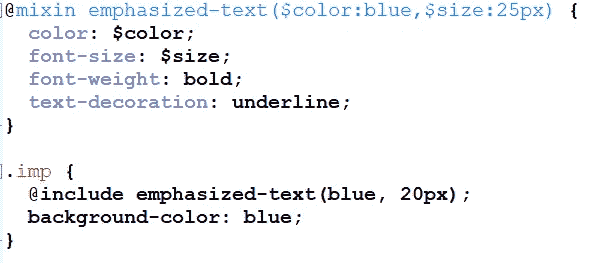 @mixin emphasized-text($color:blue,$size:25px) {
  color: $color;
  font-size: $size;
  font-weight: bold;
  text-decoration: underline;
}

.imp {
  @include emphasized-text(blue, 20px);
  background-color: blue;
}